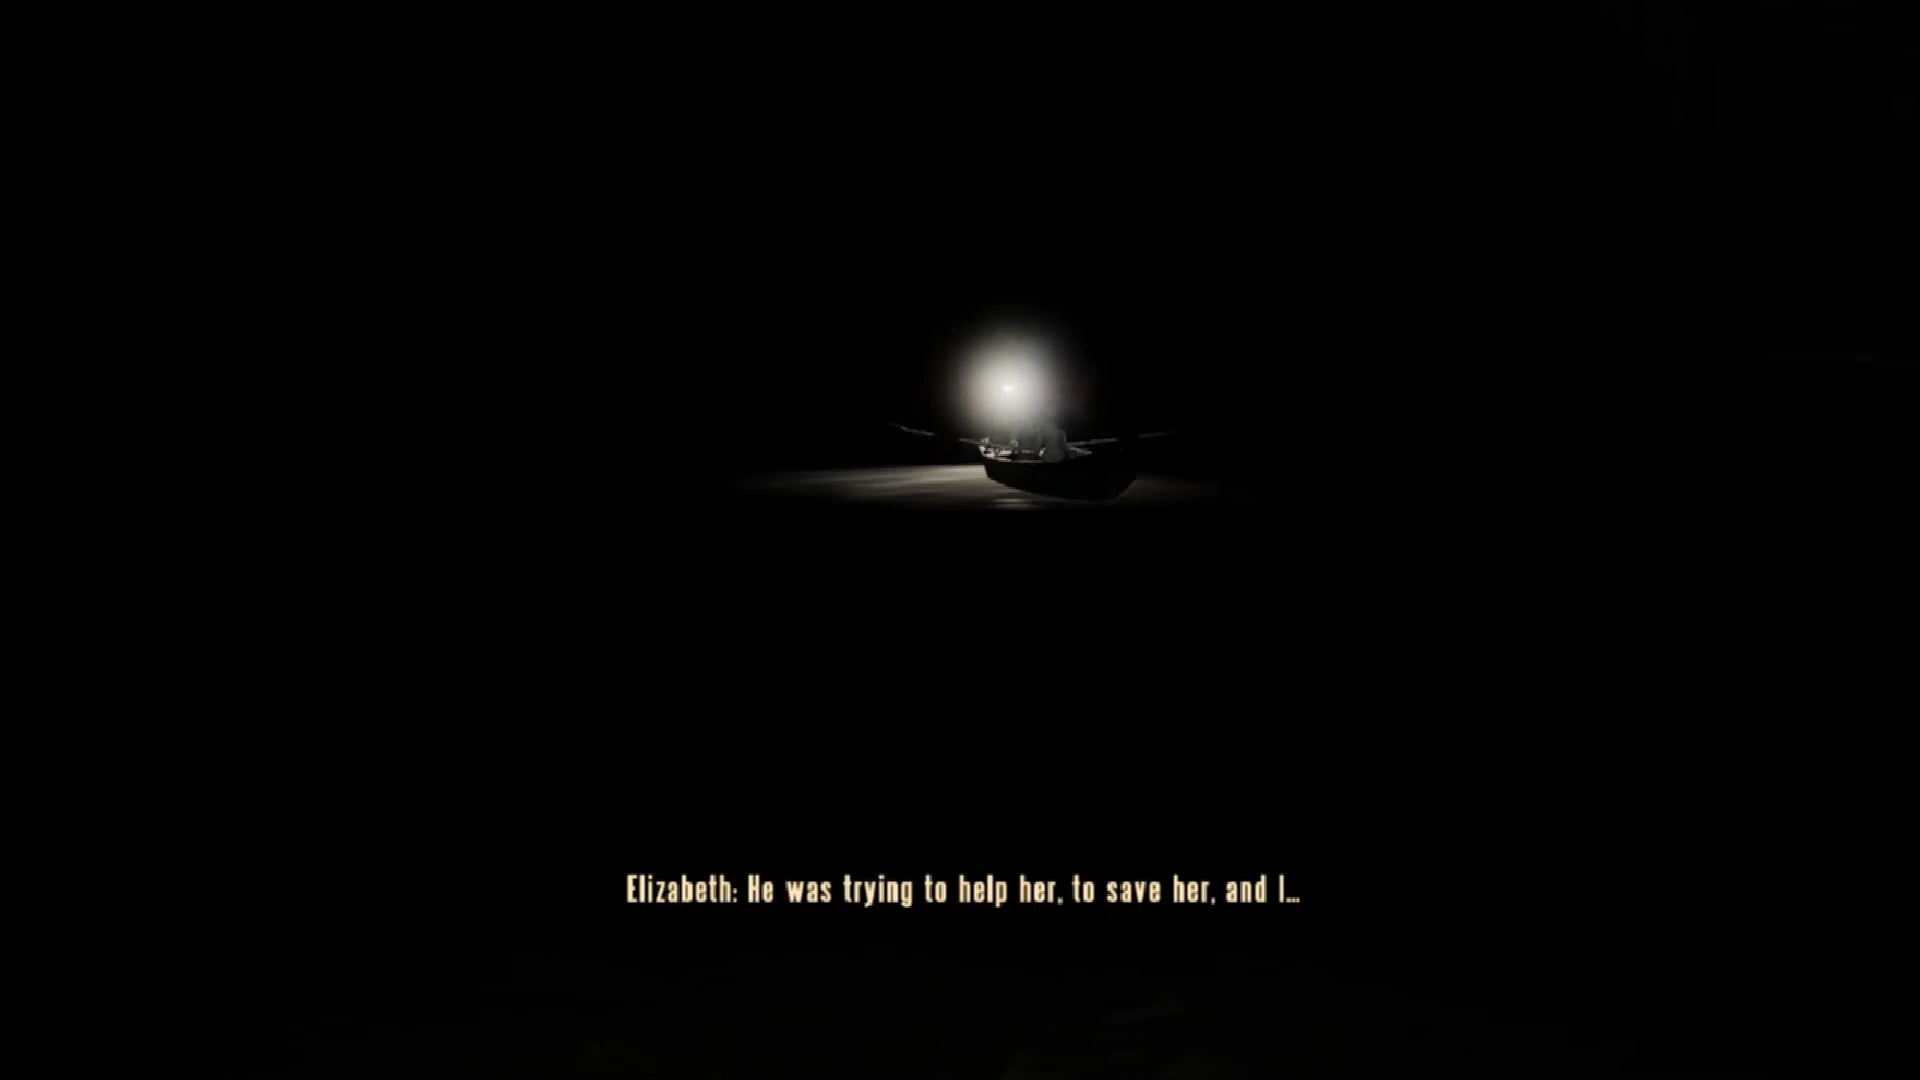 Elizabeth: He was trying to help her, to save her, and I...